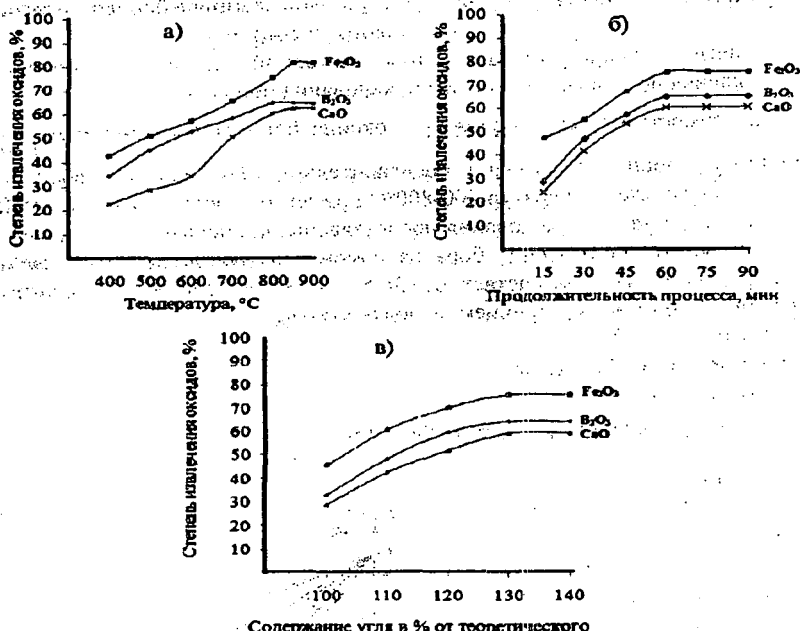 а)
Степень извлечения оксидов, %
100
90
80
70
60
50
40
30
20
10
Fe₂O₃
B₂O₃
CaO
400 500 600 700 800 900
Температура, °C
б)
Степень извлечения оксидов, %
100
90
80
70
60
50
40
30
20
10
Fe₂O₃
B₂O₃
CaO
15 30 45 60 75 90
Продолжительность процесса, мин
в)
Степень извлечения оксидов, %
100
90
80
70
60
50
40
30
20
10
Fe₂O₃
B₂O₃
CaO
100 110 120 130 140
Содержание угля в % от теоретического